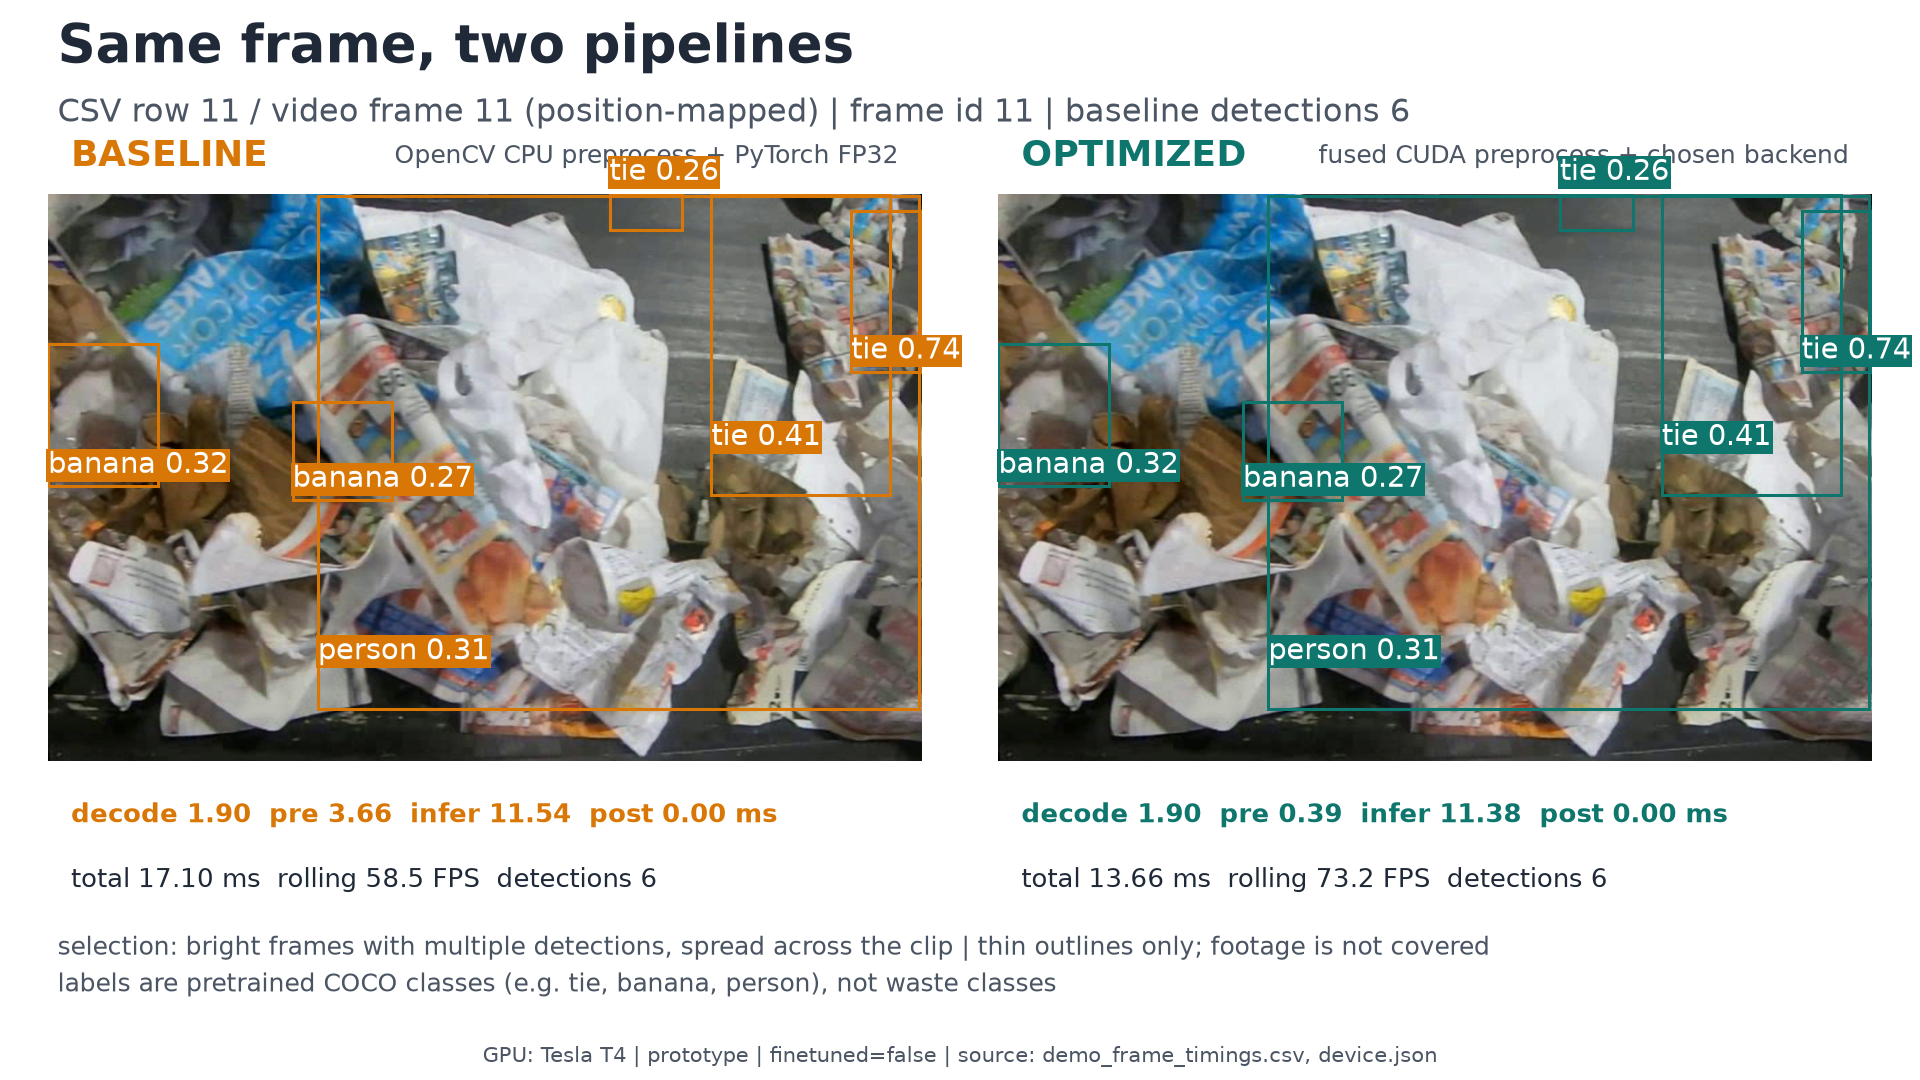 Same frame, two pipelines
CSV row 11 / video frame 11 (position-mapped) | frame id 11 | baseline detections 6
BASELINE
OpenCV CPU preprocess + PyTorch FP32
tie 0.26
tie 0.74
tie 0.41
banana 0.32
banana 0.27
person 0.31
decode 1.90  pre 3.66  infer 11.54  post 0.00 ms
total 17.10 ms  rolling 58.5 FPS  detections 6
OPTIMIZED
fused CUDA preprocess + chosen backend
tie 0.26
tie 0.74
tie 0.41
banana 0.32
banana 0.27
person 0.31
decode 1.90  pre 0.39  infer 11.38  post 0.00 ms
total 13.66 ms  rolling 73.2 FPS  detections 6
selection: bright frames with multiple detections, spread across the clip | thin outlines only; footage is not covered
labels are pretrained COCO classes (e.g. tie, banana, person), not waste classes
GPU: Tesla T4 | prototype | finetuned=false | source: demo_frame_timings.csv, device.json